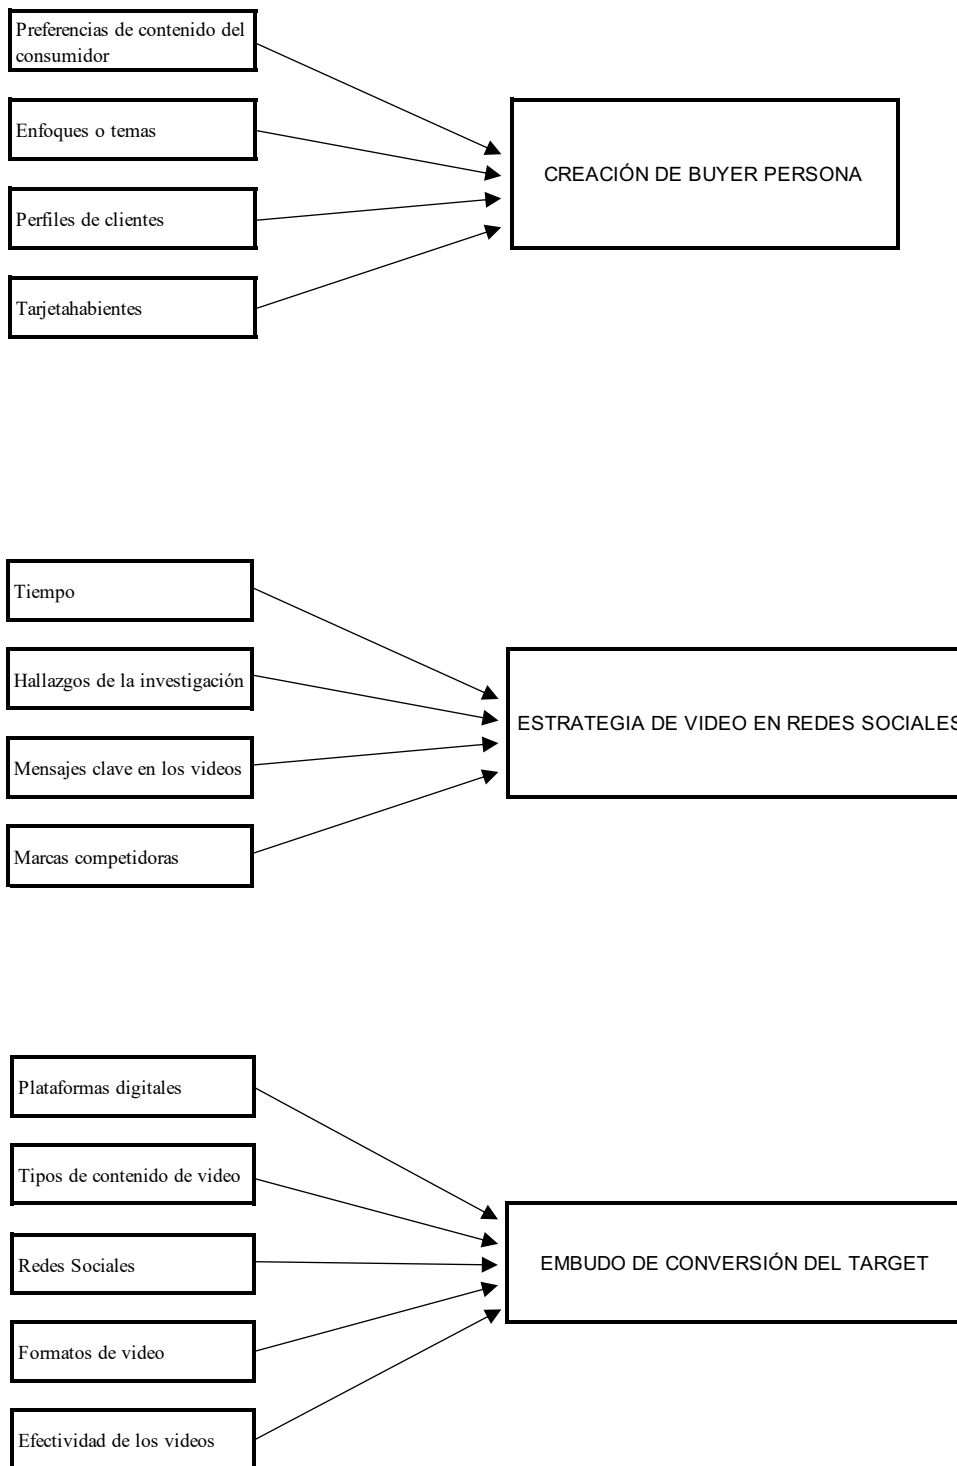 Preferencias de contenido del
consumidor
Enfoques o temas
Perfiles de clientes
Tarjetahabientes
CREACIÓN DE BUYER PERSONA
Tiempo
Hallazgos de la investigación
Mensajes clave en los videos
Marcas competidoras
ESTRATEGIA DE VIDEO EN REDES SOCIALES
Plataformas digitales
Tipos de contenido de video
Redes Sociales
Formatos de video
Efectividad de los videos
EMBUDO DE CONVERSIÓN DEL TARGET